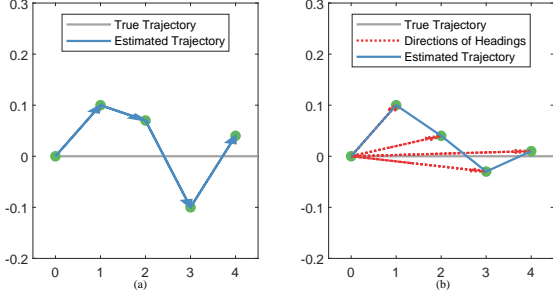 0.3
0.2
0.1
0
-0.1
-0.2
0 1 2 3 4
True Trajectory
Estimated Trajectory
(a)
0.3
0.2
0.1
0
-0.1
-0.2
0 1 2 3 4
True Trajectory
Directions of Headings
Estimated Trajectory
(b)